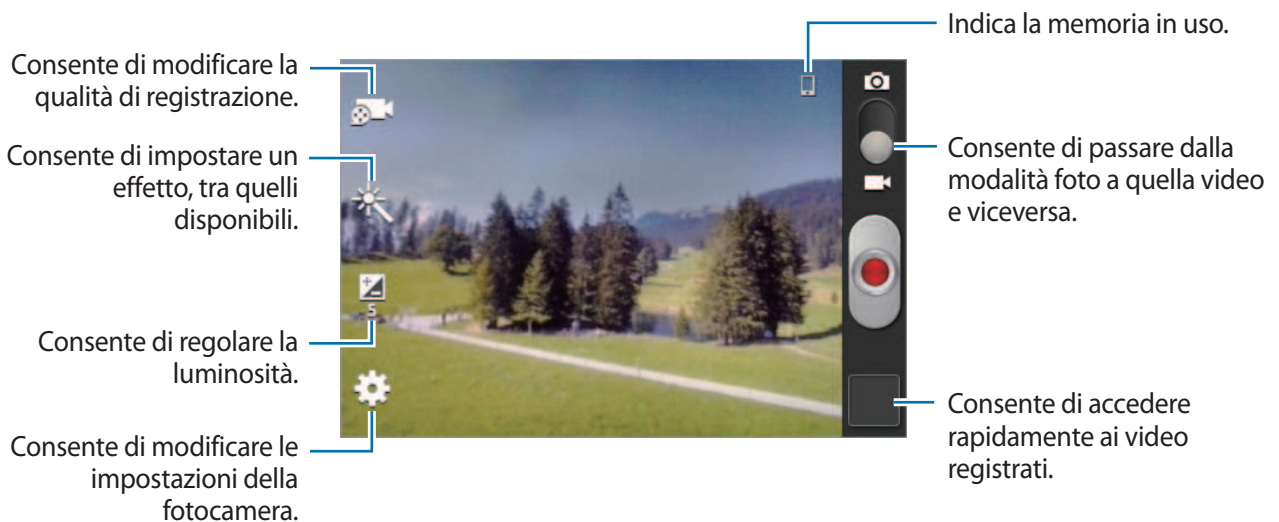 Consente di modificare la
qualità di registrazione.
Consente di impostare un
effetto, tra quelli
disponibili.
5
Consente di regolare la
luminosità.
Consente di modificare le
impostazioni della
fotocamera.
Indica la memoria in uso.
Consente di passare dalla
modalità foto a quella video
e viceversa.
Consente di accedere
rapidamente ai video
registrati.